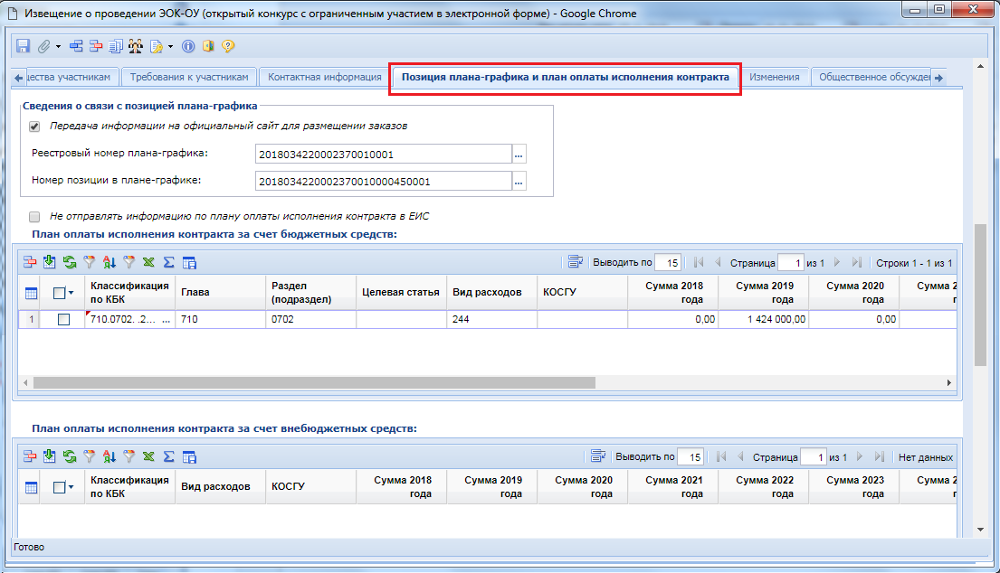 Извещение о проведении ЭОК-ОУ (открытый конкурс с ограниченным участием в электронной форме) - Google Chrome
щества участникам Требования к участникам Контактная информация Позиция плана-графика и план оплаты исполнения контракта Изменения Общественное обсужден
Сведения о связи с позицией плана-графика
Передача информации на официальный сайт для размещения заказов
Реестровый номер плана-графика: 2018034220002370010001 ...
Номер позиции в плане-графике: 2018034220002370010000450001 ...
Не отправлять информацию по плану оплаты исполнения контракта в ЕИС
План оплаты исполнения контракта за счет бюджетных средств:
Выводить по 15 Страница 1 из 1 Строки 1 - 1 из 1
Классификация по КБК Глава Раздел (подраздел) Целевая статья Вид расходов КОСГУ Сумма 2018 года Сумма 2019 года Сумма 2020 года Сумма 2
1 710.0702. .2... ... 710 0702 244 0,00 1 424 000,00 0,00
План оплаты исполнения контракта за счет внебюджетных средств:
Выводить по 15 Страница 1 из 1 Нет данных
Классификация по КБК Вид расходов КОСГУ Сумма 2018 года Сумма 2019 года Сумма 2020 года Сумма 2021 года Сумма 2022 года Сумма 2023 года Сумма 2
Готово